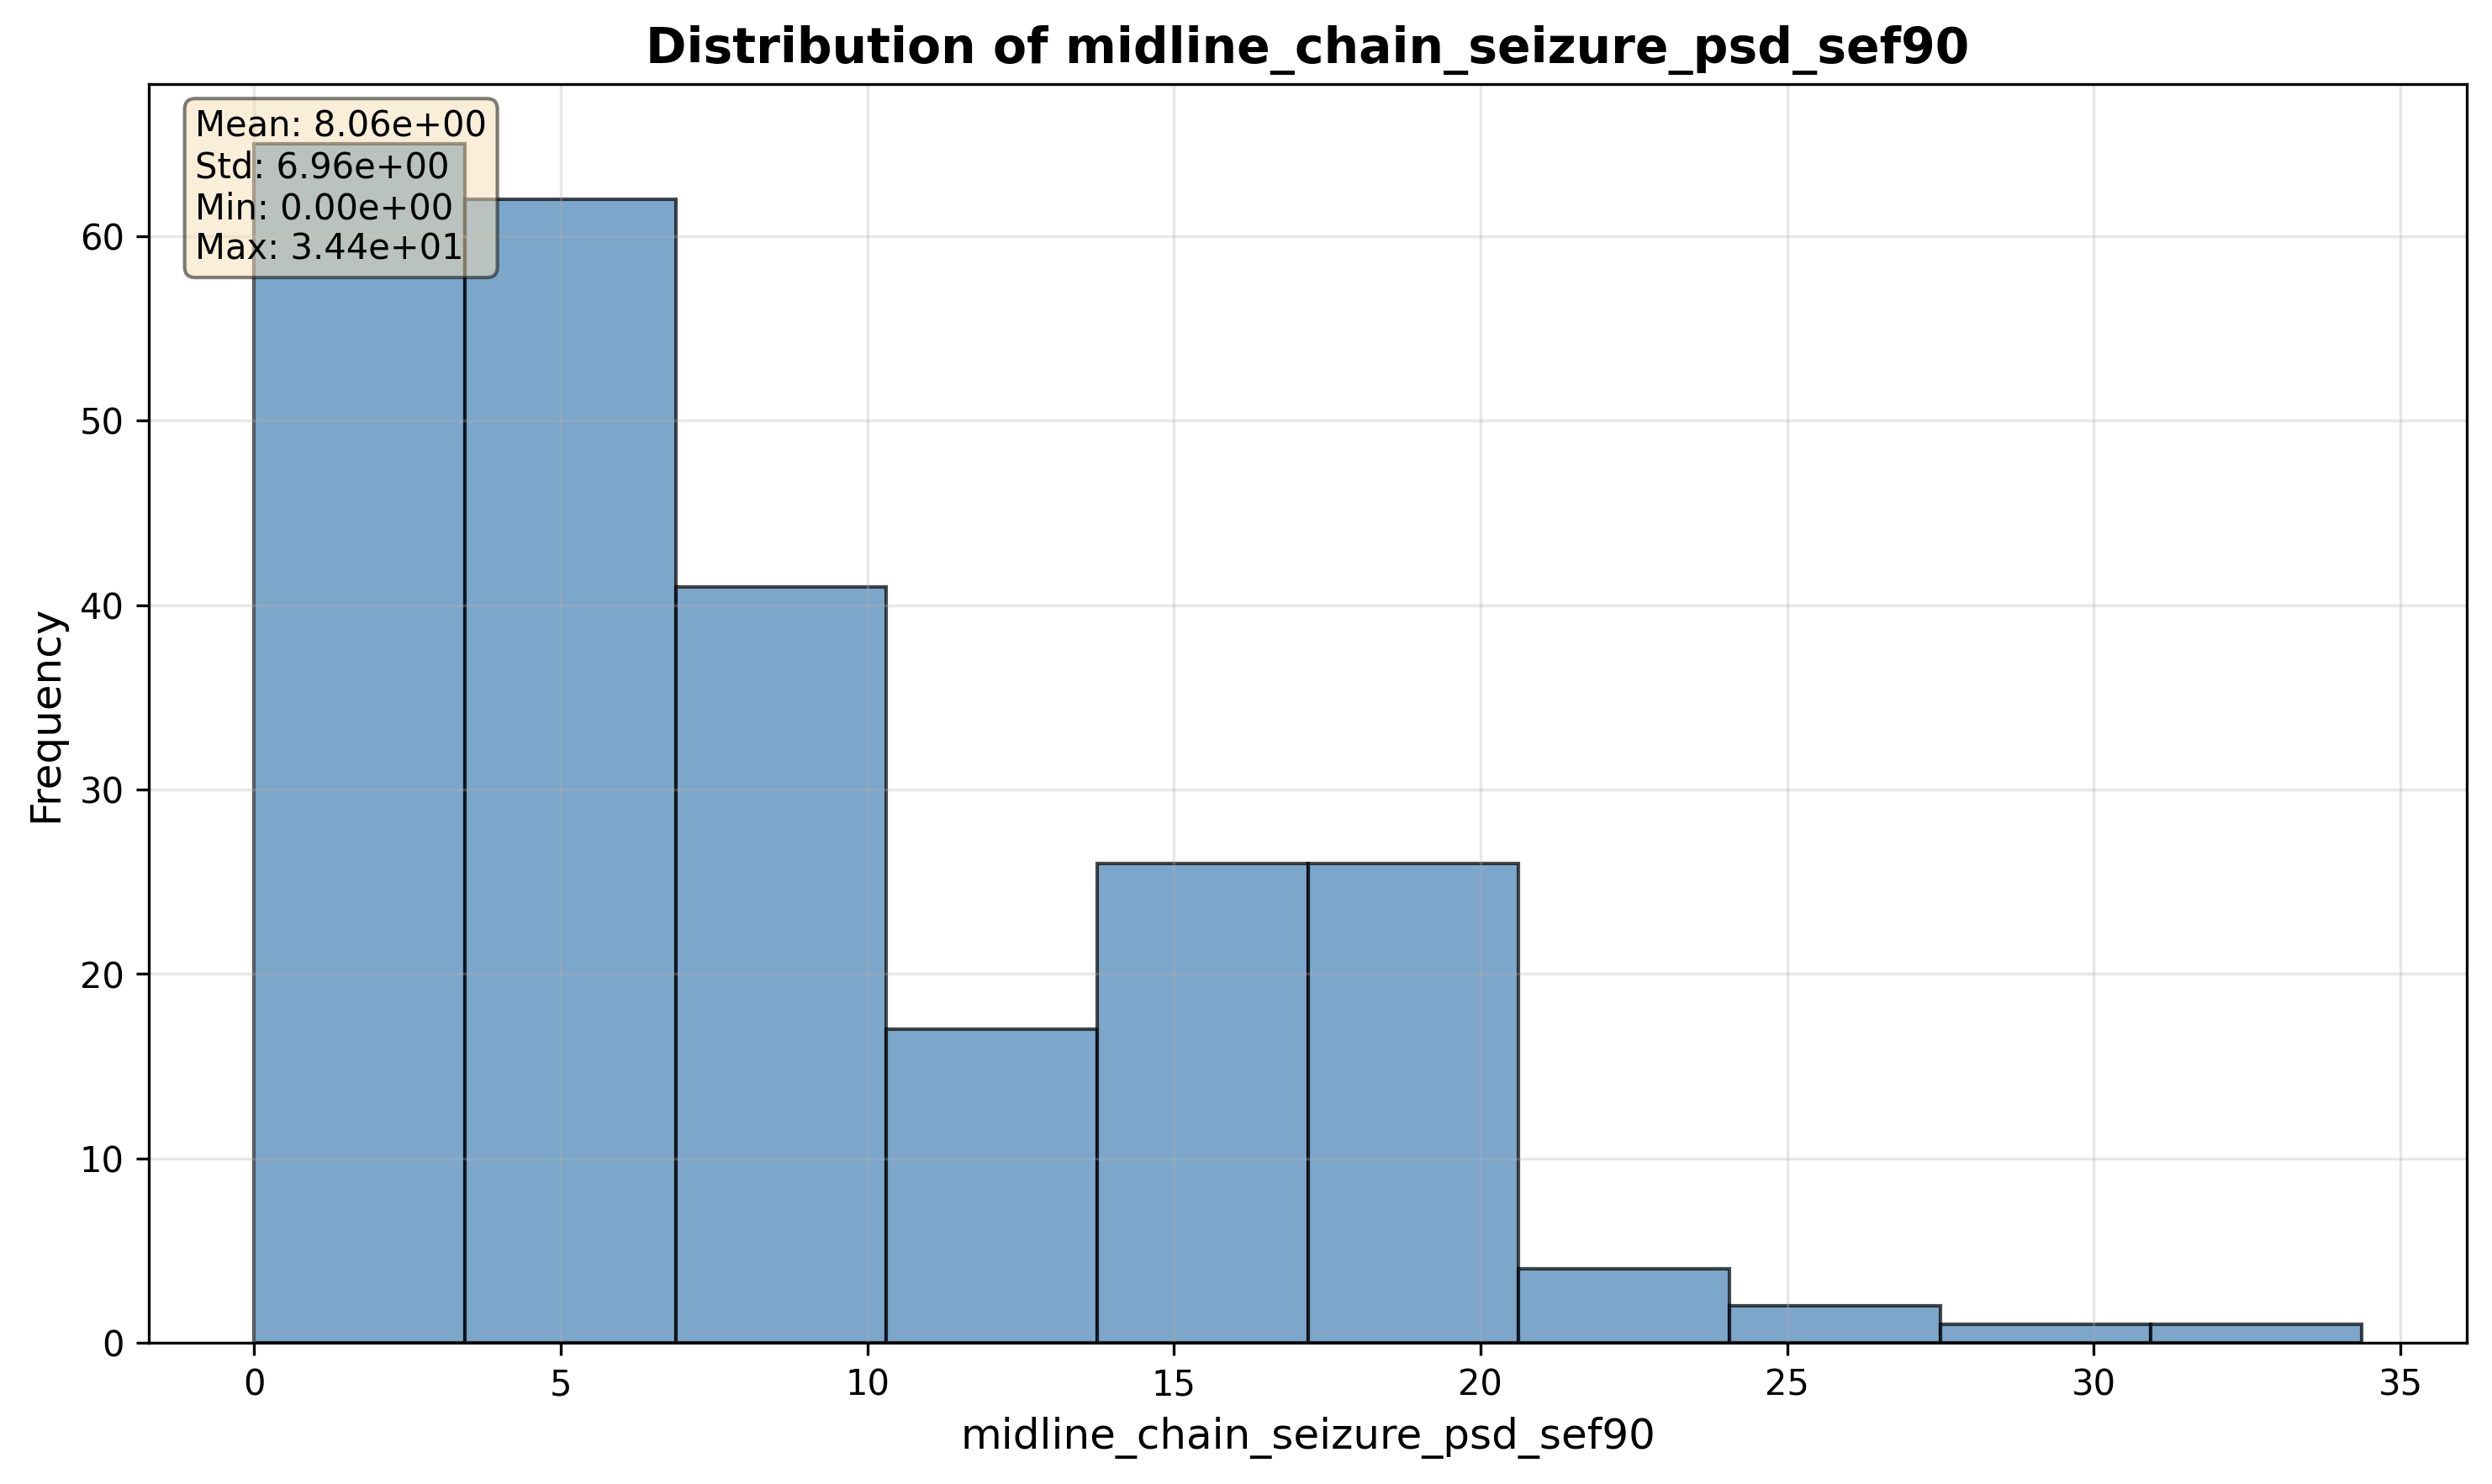 Distribution of midline_chain_seizure_psd_sef90
Mean: 8.06e+00
Std: 6.96e+00
Min: 0.00e+00
Max: 3.44e+01
Frequency
60
50
40
30
20
10
0
0 5 10 15 20 25 30 35
midline_chain_seizure_psd_sef90